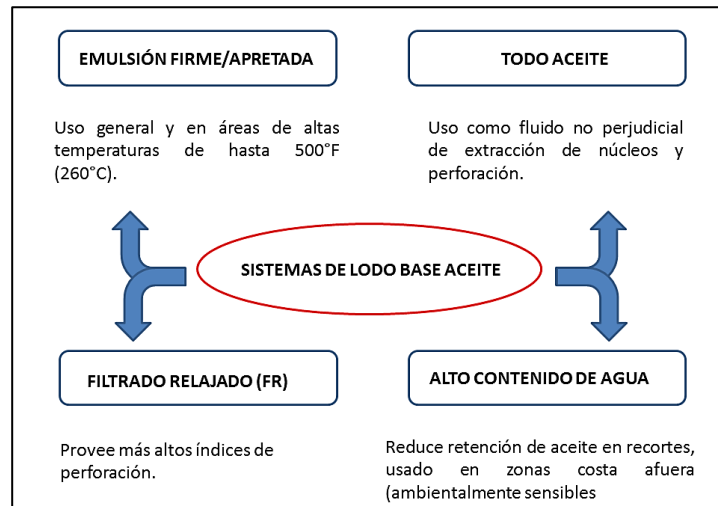 EMULSIÓN FIRME/APRETADA
TODO ACEITE
Uso general y en áreas de altas
temperaturas de hasta 500°F
(260°C).
Uso como fluido no perjudicial
de extracción de núcleos y
perforación.
SISTEMAS DE LODO BASE ACEITE
FILTRADO RELAJADO (FR)
ALTO CONTENIDO DE AGUA
Provee más altos índices de
perforación.
Reduce retención de aceite en recortes,
usado en zonas costa afuera
(ambientalmente sensibles